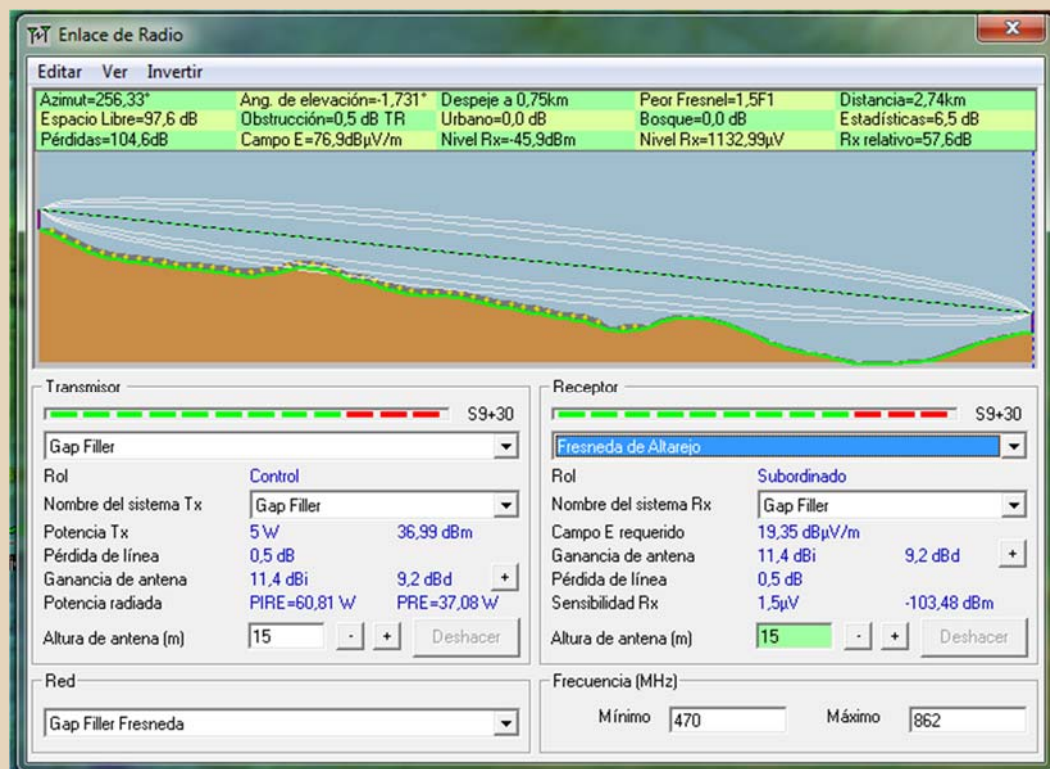 Enlace de Radio
Editar Ver Invertir
Azimut=256,33° Ang. de elevación=-1,731° Despeje a 0,75km Peor Fresnel=1,5F1 Distancia=2,74km
Espacio Libre=97,6 dB Obstrucción=0,5 dB TR Urbano=0,0 dB Bosque=0,0 dB Estadísticas=6,5 dB
Pérdidas=104,6dB Campo E=76,9dBµV/m Nivel Rx=-45,9dBm Nivel Rx=1132,99µV Rx relativo=57,6dB
Transmisor
S9+30
Gap Filler
Rol Control
Nombre del sistema Tx Gap Filler
Potencia Tx 5 W 36,99 dBm
Pérdida de línea 0,5 dB
Ganancia de antena 11,4 dBi 9,2 dBd +
Potencia radiada PIRE=60,81 W PRE=37,08 W
Altura de antena (m) 15 - + Deshacer
Receptor
S9+30
Fresneda de Altarejo
Rol Subordinado
Nombre del sistema Rx Gap Filler
Campo E requerido 19,35 dBµV/m
Ganancia de antena 11,4 dBi 9,2 dBd +
Pérdida de línea 0,5 dB
Sensibilidad Rx 1,5µV -103,48 dBm
Altura de antena (m) 15 - + Deshacer
Red
Gap Filler Fresneda
Frecuencia (MHz)
Mínimo 470 Máximo 862